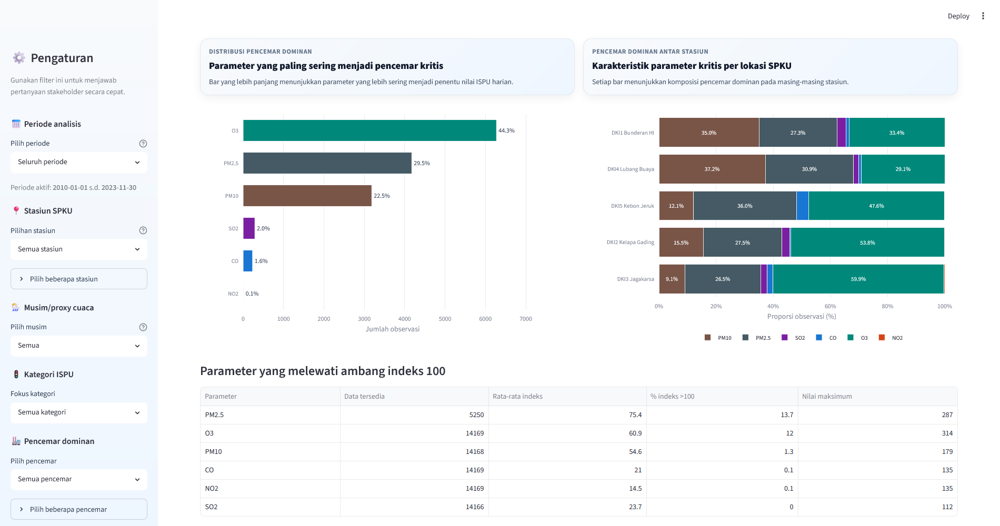 Deploy
Pengaturan
Gunakan filter ini untuk menjawab
pertanyaan stakeholder secara cepat.
Periode analisis
Pilih periode
Seluruh periode
Periode aktif: 2010-01-01 s.d. 2023-11-30
Stasiun SPKU
Pilihan stasiun
Semua stasiun
Pilih beberapa stasiun
Musim/proxy cuaca
Pilih musim
Semua
Kategori ISPU
Fokus kategori
Semua kategori
Pencemar dominan
Pilih pencemar
Semua pencemar
Pilih beberapa pencemar
DISTRIBUSI PENCEMAR DOMINAN
Parameter yang paling sering menjadi pencemar kritis
Bar yang lebih panjang menunjukkan parameter yang lebih sering menjadi penentu nilai ISPU harian.
O3 44.3%
PM2.5 29.5%
PM10 22.5%
SO2 2.0%
CO 1.6%
NO2 0.1%
0 1000 2000 3000 4000 5000 6000 7000
Jumlah observasi
PENCEMAR DOMINAN ANTAR STASIUN
Karakteristik parameter kritis per lokasi SPKU
Setiap bar menunjukkan komposisi pencemar dominan pada masing-masing stasiun.
DKI1 Bunderan HI 35.0% 27.3% 33.4%
DKI4 Lubang Buaya 37.2% 30.9% 29.1%
DKI5 Kebon Jeruk 12.1% 36.0% 47.6%
DKI2 Kelapa Gading 15.5% 27.5% 53.8%
DKI3 Jagakarsa 9.1% 26.5% 59.9%
0% 20% 40% 60% 80% 100%
Proporsi observasi (%)
PM10 PM2.5 SO2 CO O3 NO2
Parameter yang melewati ambang indeks 100
Parameter Data tersedia Rata-rata indeks % indeks >100 Nilai maksimum
PM2.5 5250 75.4 13.7 287
O3 14169 60.9 12 314
PM10 14168 54.6 1.3 179
CO 14169 21 0.1 135
NO2 14169 14.5 0.1 135
SO2 14166 23.7 0 112